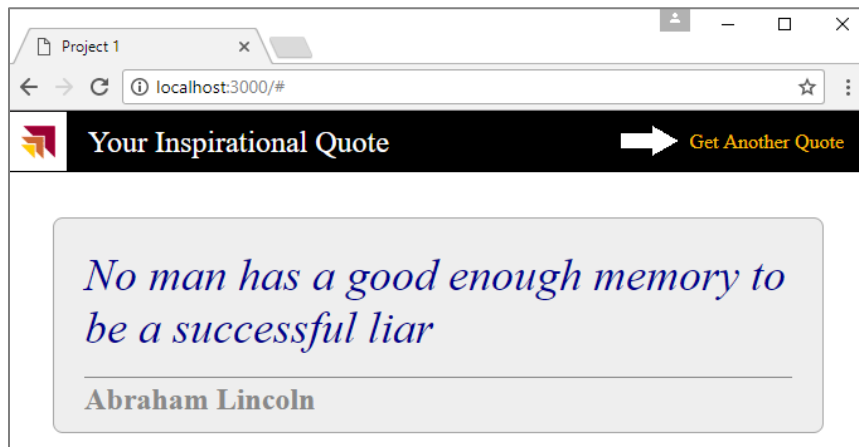 Project 1
localhost:3000/#
Your Inspirational Quote
Get Another Quote
No man has a good enough memory to
be a successful liar
Abraham Lincoln